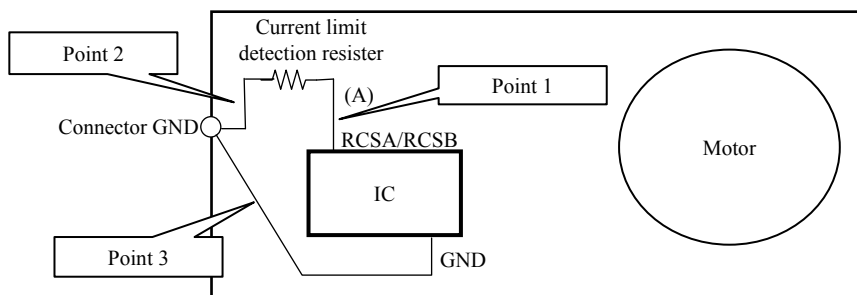 Current limit
detection resister
Point 2
(A)
Point 1
Connector GND
RCSA/RCSB
Motor
IC
Point 3
GND